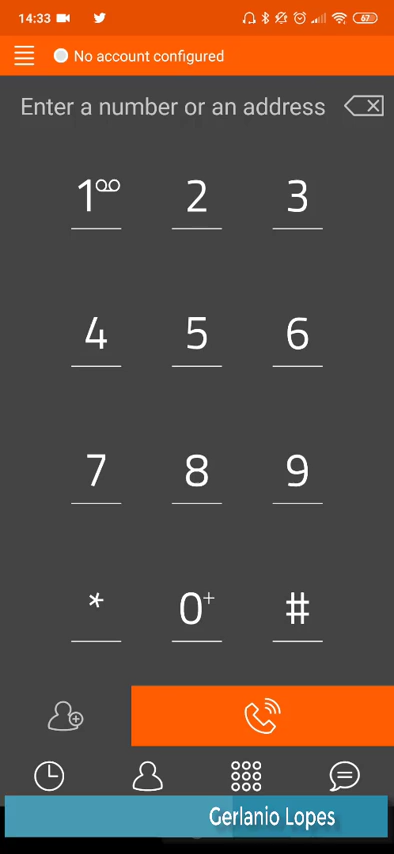 14:33 67
No account configured
Enter a number or an address
1 2 3
4 5 6
7 8 9
* 0+ #
Gerlanio Lopes